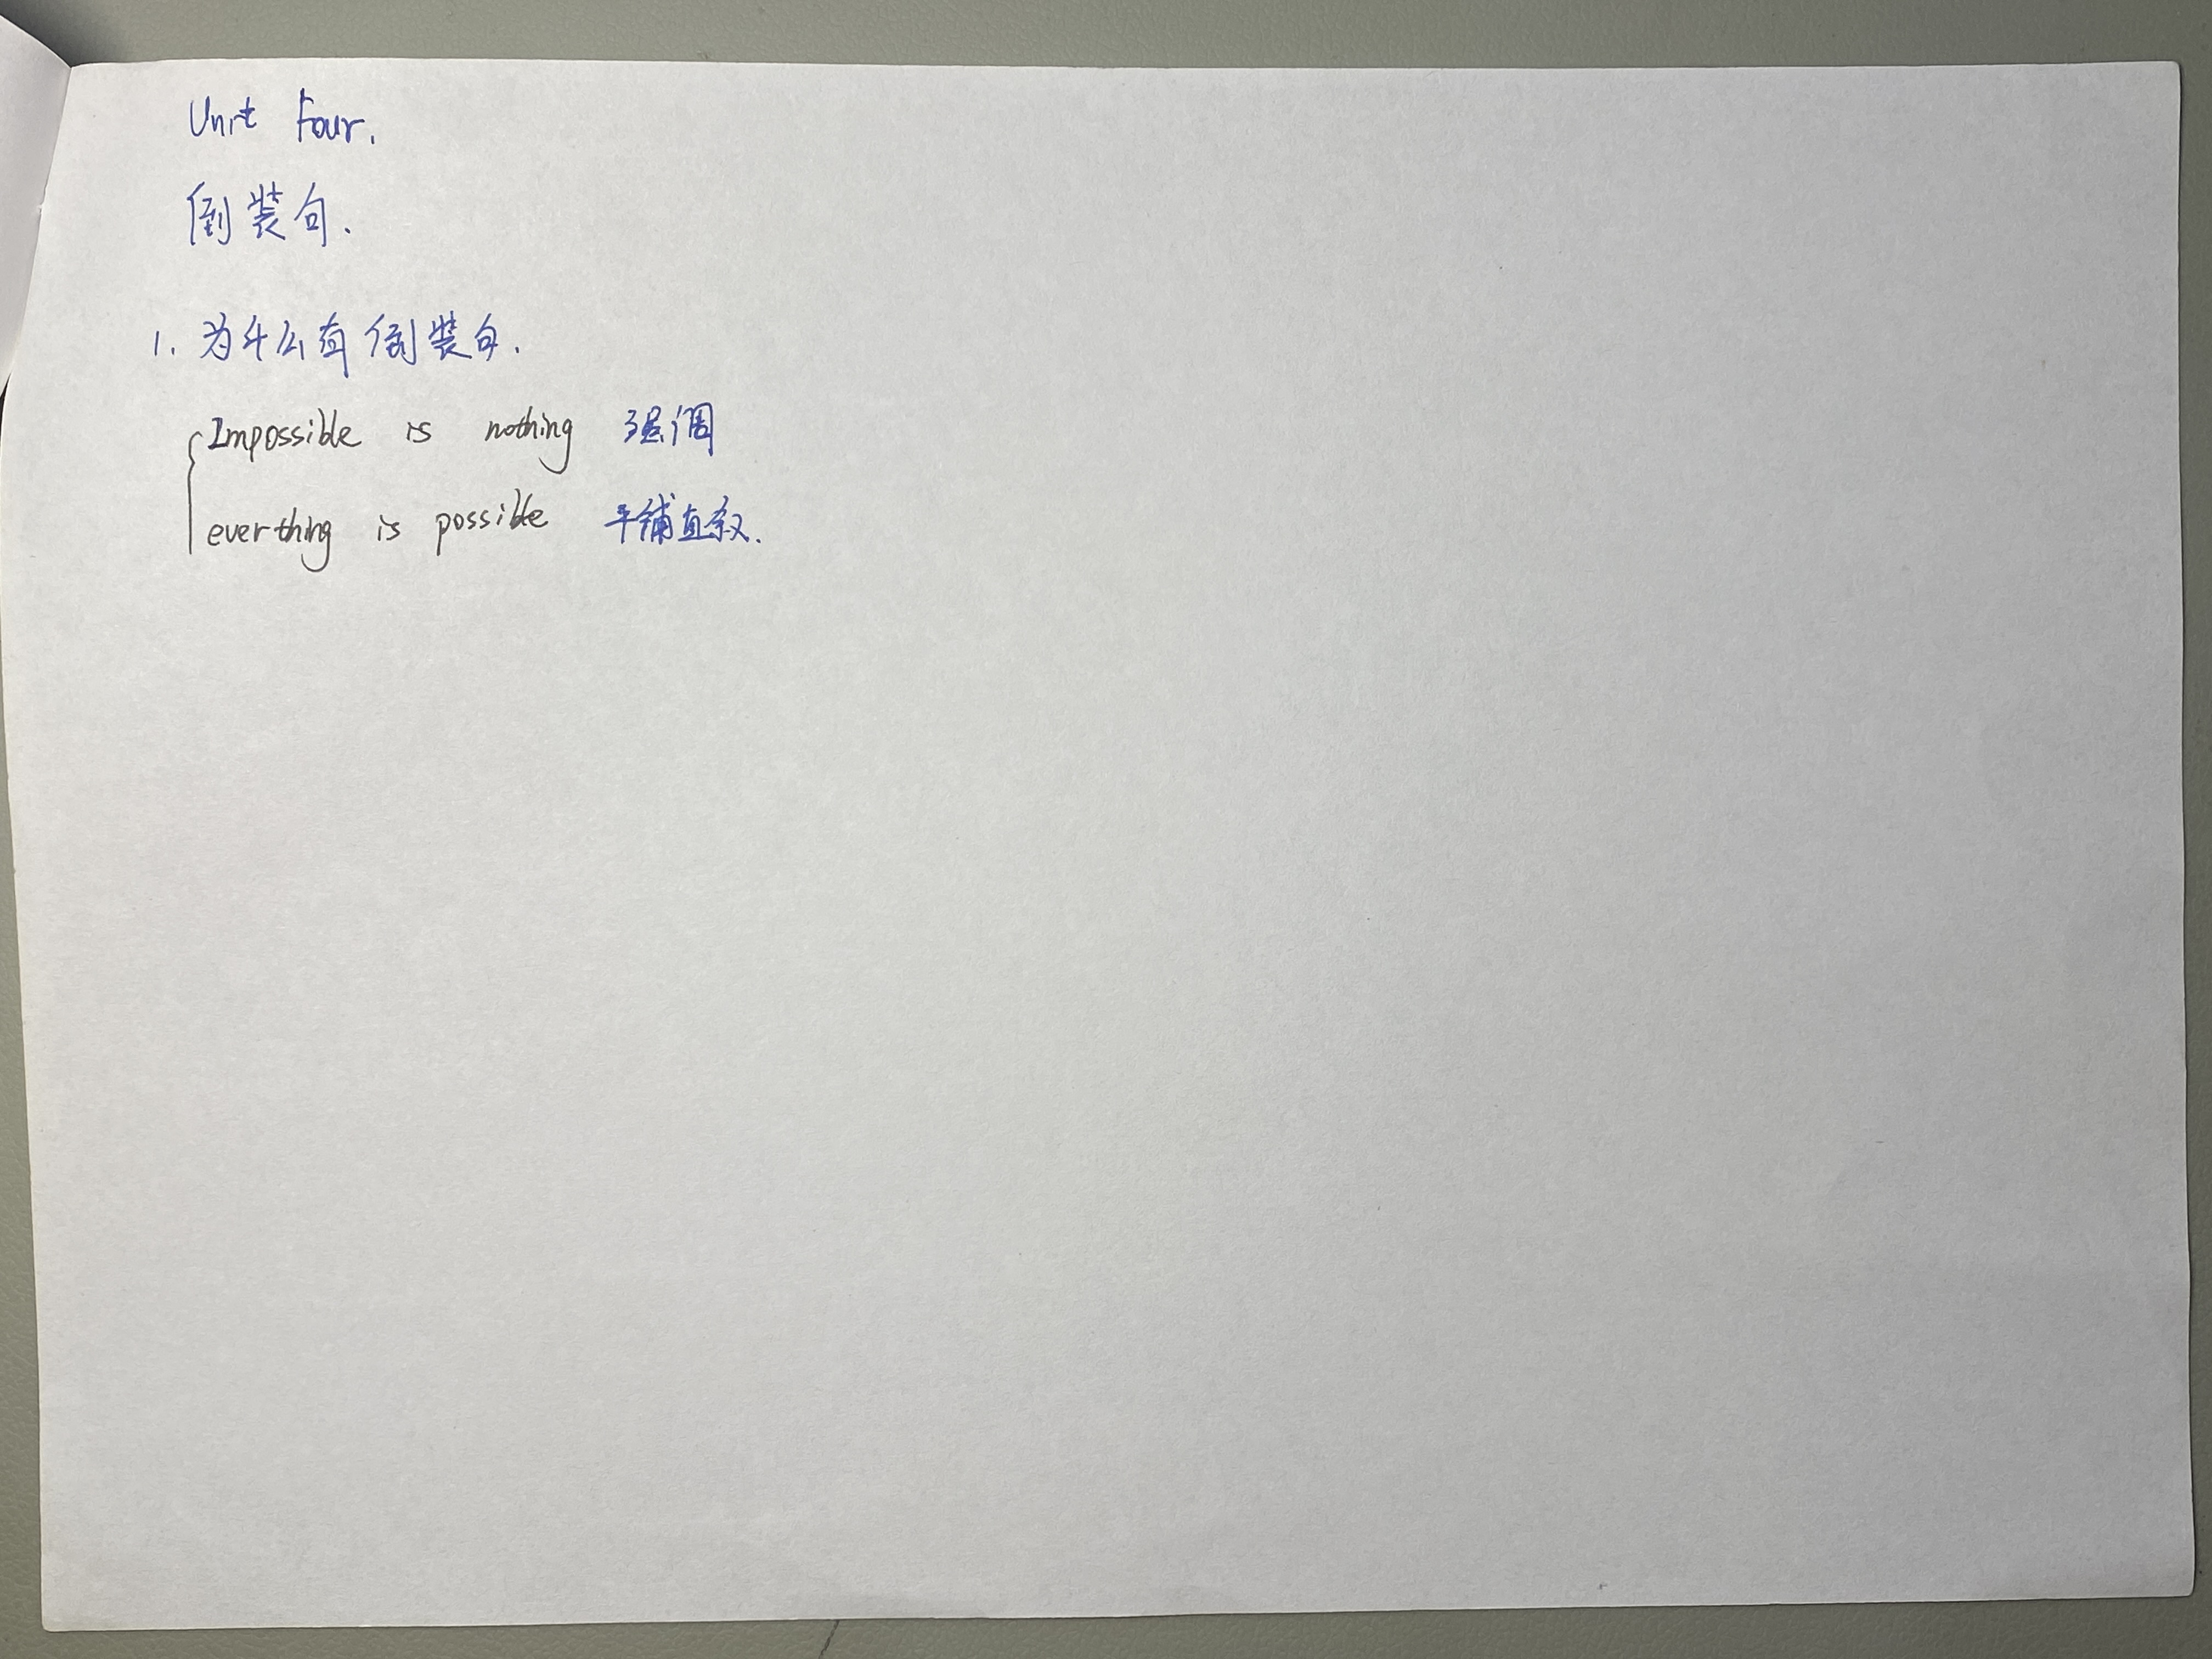 Unit Four.
倒装句.
1. 为什么有倒装句.
Impossible is nothing 强调
everthing is possible 平铺直叙.